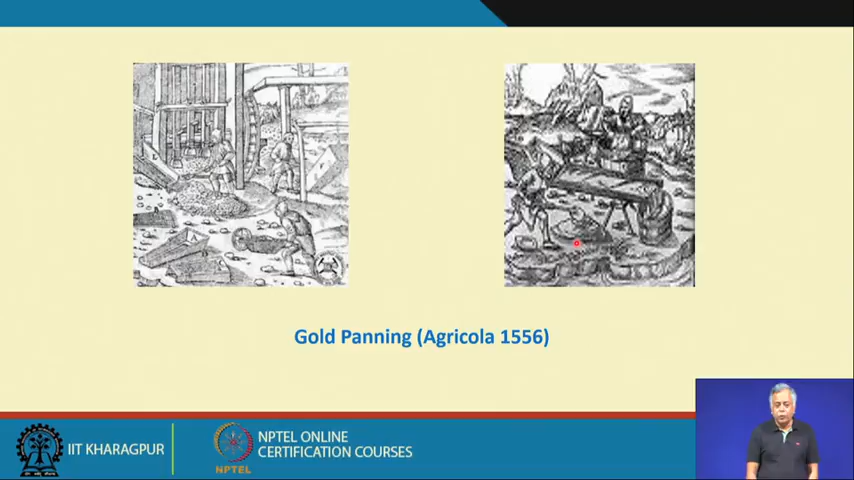 Gold Panning (Agricola 1556)
IIT KHARAGPUR
NPTEL
NPTEL ONLINE
CERTIFICATION COURSES